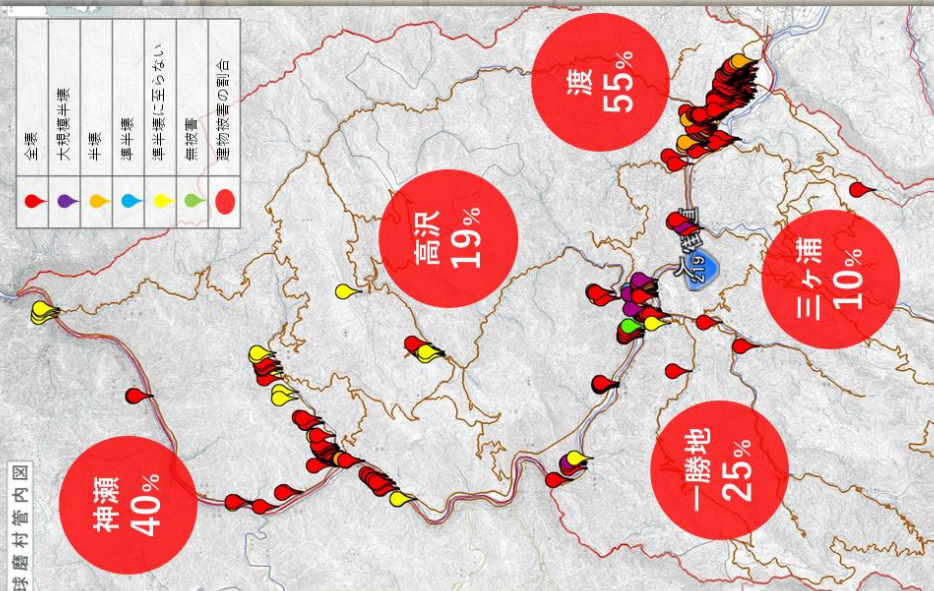 球磨村管内図
全壊
大規模半壊
半壊
準半壊
準半壊に至らない
無被害
建物被害の割合
神瀬
40%
高沢
19%
渡
55%
219
一勝地
25%
三ヶ浦
10%